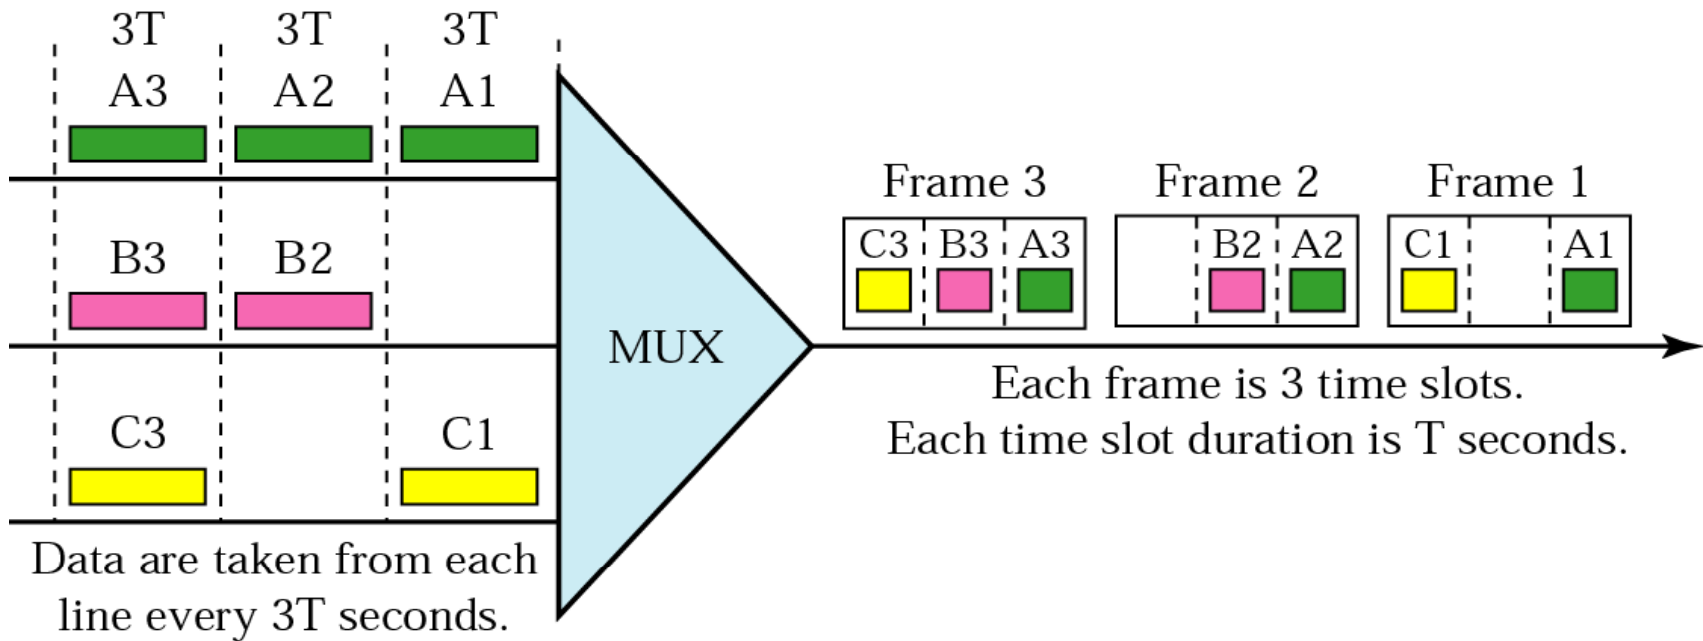 3T 3T 3T
A3 A2 A1
B3 B2
C3 C1
Data are taken from each
line every 3T seconds.
MUX
Frame 3 Frame 2 Frame 1
C3 B3 A3 B2 A2 C1 A1
Each frame is 3 time slots.
Each time slot duration is T seconds.